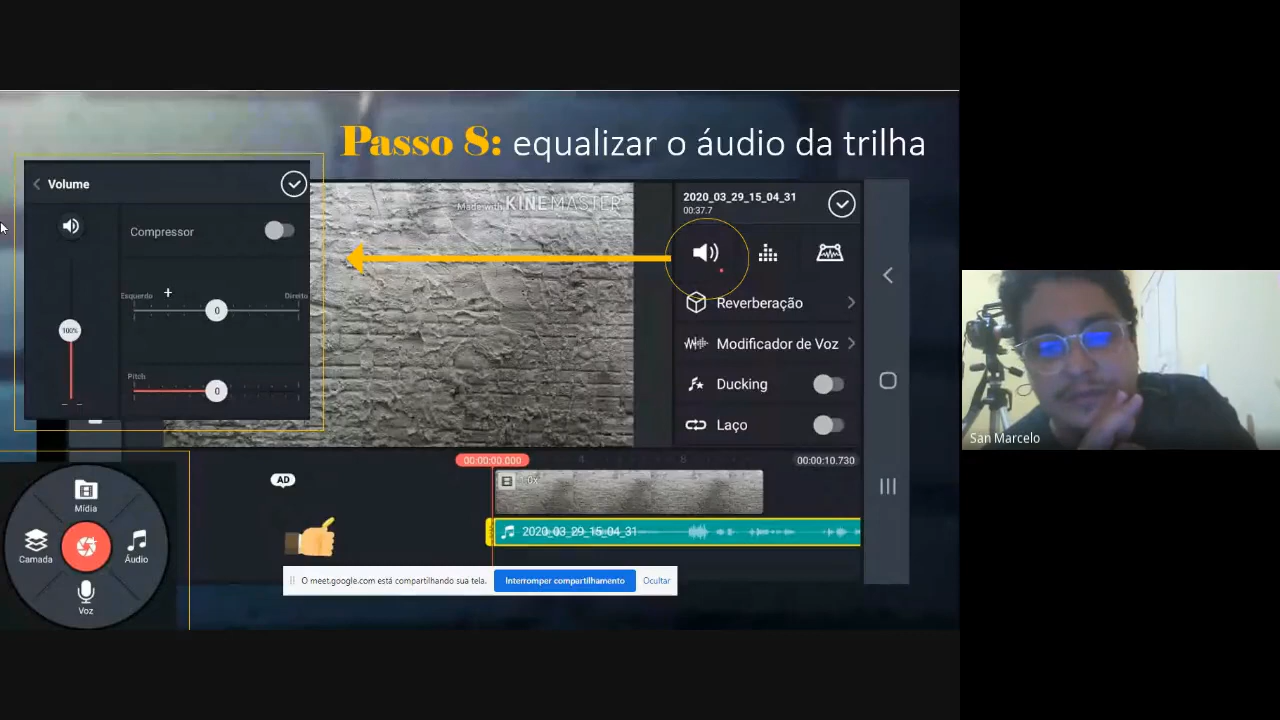 Passo 8: equalizar o áudio da trilha
Volume
Compressor
Esquerdo
Direito
0
100%
Pitch
0
Made with KINEMASTER
2020_03_29_15_04_31
00:37.7
Reverberação
Modificador de Voz
Ducking
Laço
00:00:00.000
4
8
00:00:10.730
AD
2020_03_29_15_04_31
Mídia
Camada
Áudio
Voz
O meet.google.com está compartilhando sua tela.
Interromper compartilhamento
Ocultar
San Marcelo